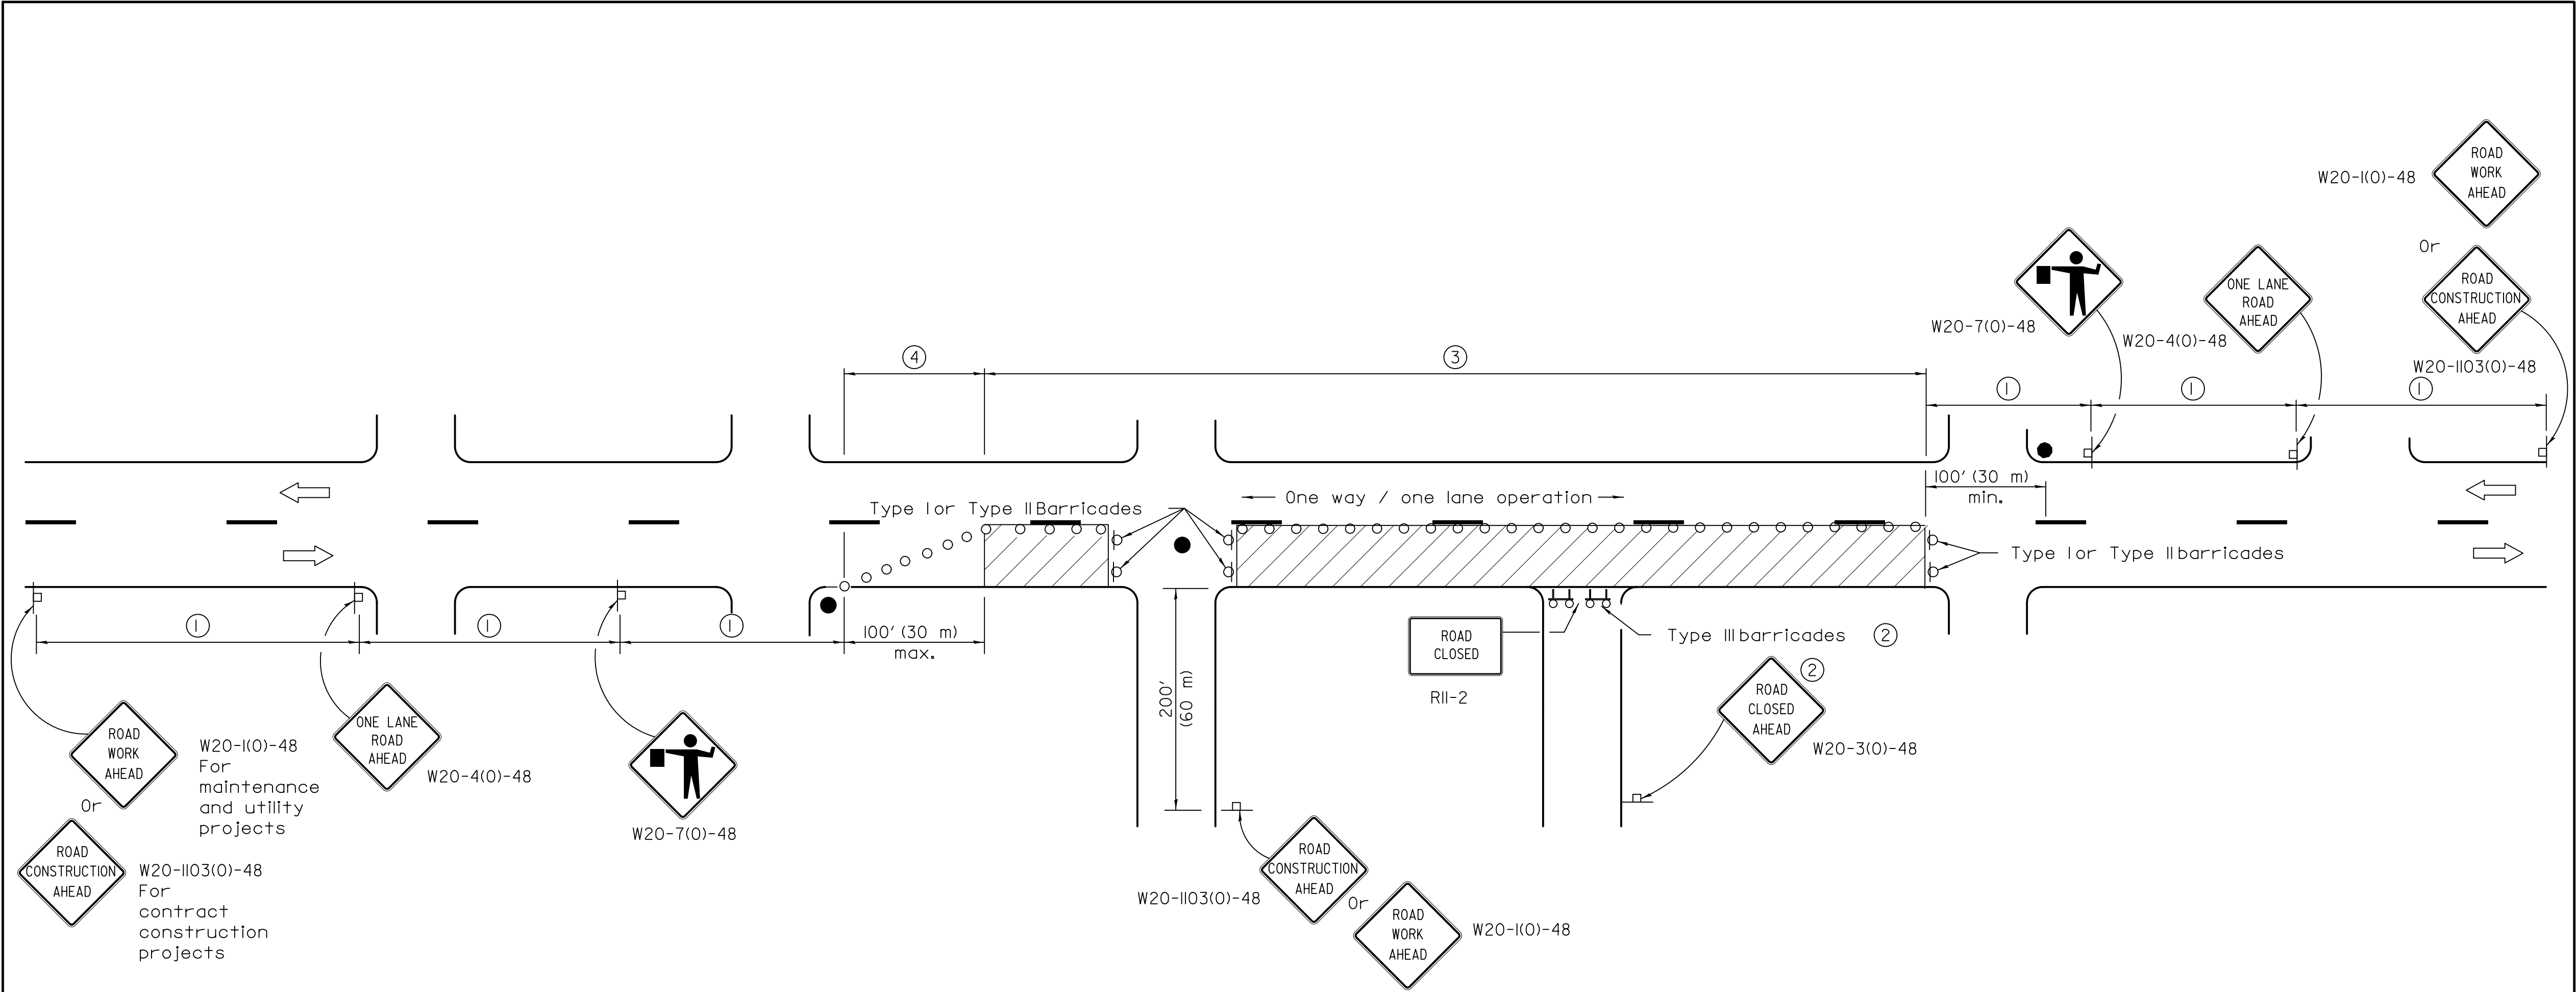 ROAD
WORK
AHEAD
W20-1(0)-48
Or
ROAD
CONSTRUCTION
AHEAD
W20-1103(0)-48
W20-7(0)-48
ONE LANE
ROAD
AHEAD
W20-4(0)-48
4
3
1
1
1
100' (30 m)
min.
One way / one lane operation
Type I or Type II Barricades
Type I or Type II barricades
1
1
1
100' (30 m)
max.
200'
(60 m)
ROAD
CLOSED
R11-2
Type III barricades 2
2
ROAD
CLOSED
AHEAD
W20-3(0)-48
ROAD
WORK
AHEAD
W20-1(0)-48
For
maintenance
and utility
projects
Or
ROAD
CONSTRUCTION
AHEAD
W20-1103(0)-48
For
contract
construction
projects
ONE LANE
ROAD
AHEAD
W20-4(0)-48
W20-7(0)-48
ROAD
CONSTRUCTION
AHEAD
W20-1103(0)-48
Or
ROAD
WORK
AHEAD
W20-1(0)-48